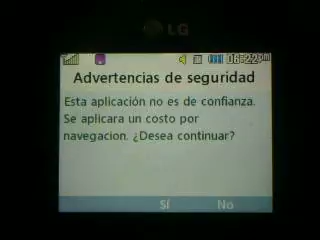 LG
06:22pm
Advertencias de seguridad
Esta aplicación no es de confianza.
Se aplicara un costo por
navegacion. ¿Desea continuar?
Sí No